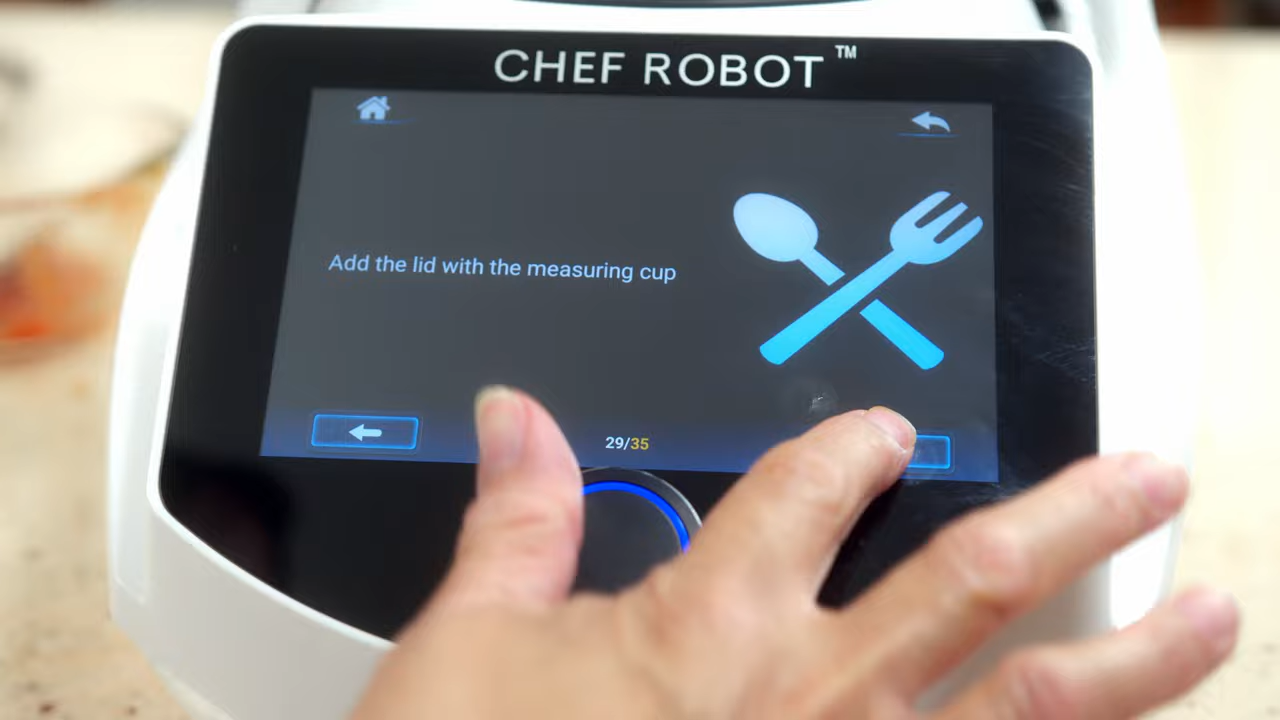 CHEF ROBOT™
Add the lid with the measuring cup
29/35